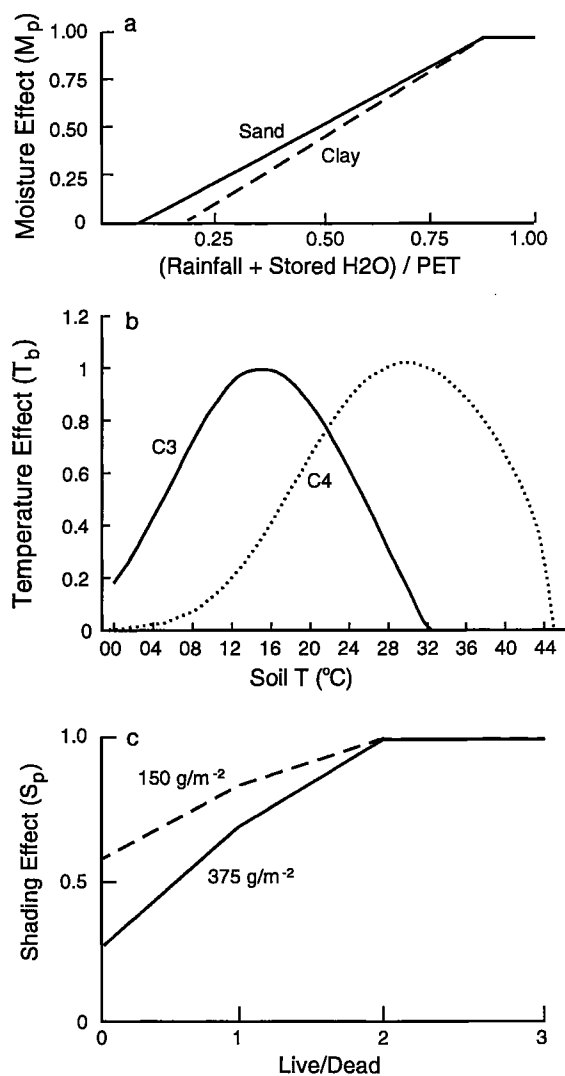 a
Moisture Effect (Mp)
1.00
0.75
0.50
0.25
0
Sand
Clay
0.25 0.50 0.75 1.00
(Rainfall + Stored H2O) / PET
b
Temperature Effect (Tb)
1.2
1
0.8
0.6
0.4
0.2
0
C3
C4
00 04 08 12 16 20 24 28 32 36 40 44
Soil T (°C)
c
Shading Effect (Sp)
1.0
0.5
0
150 g/m-2
375 g/m-2
0 1 2 3
Live/Dead